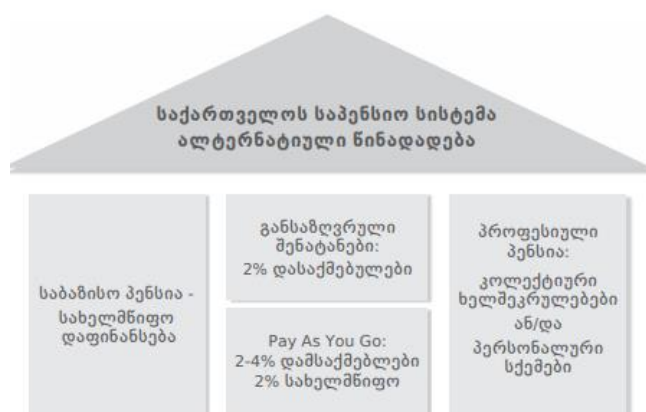 საქართველოს საპენსიო სისტემა
ალტერნატიული წინადადება
საბაზისო პენსია -
სახელმწიფო
დაფინანსება
განსაზღვრული
შენატანები:
2% დასაქმებულები
Pay As You Go:
2-4% დამსაქმებლები
2% სახელმწიფო
პროფესიული
პენსია:
კოლექტიური
ხელშეკრულებები
ან/და
პერსონალური
სქემები